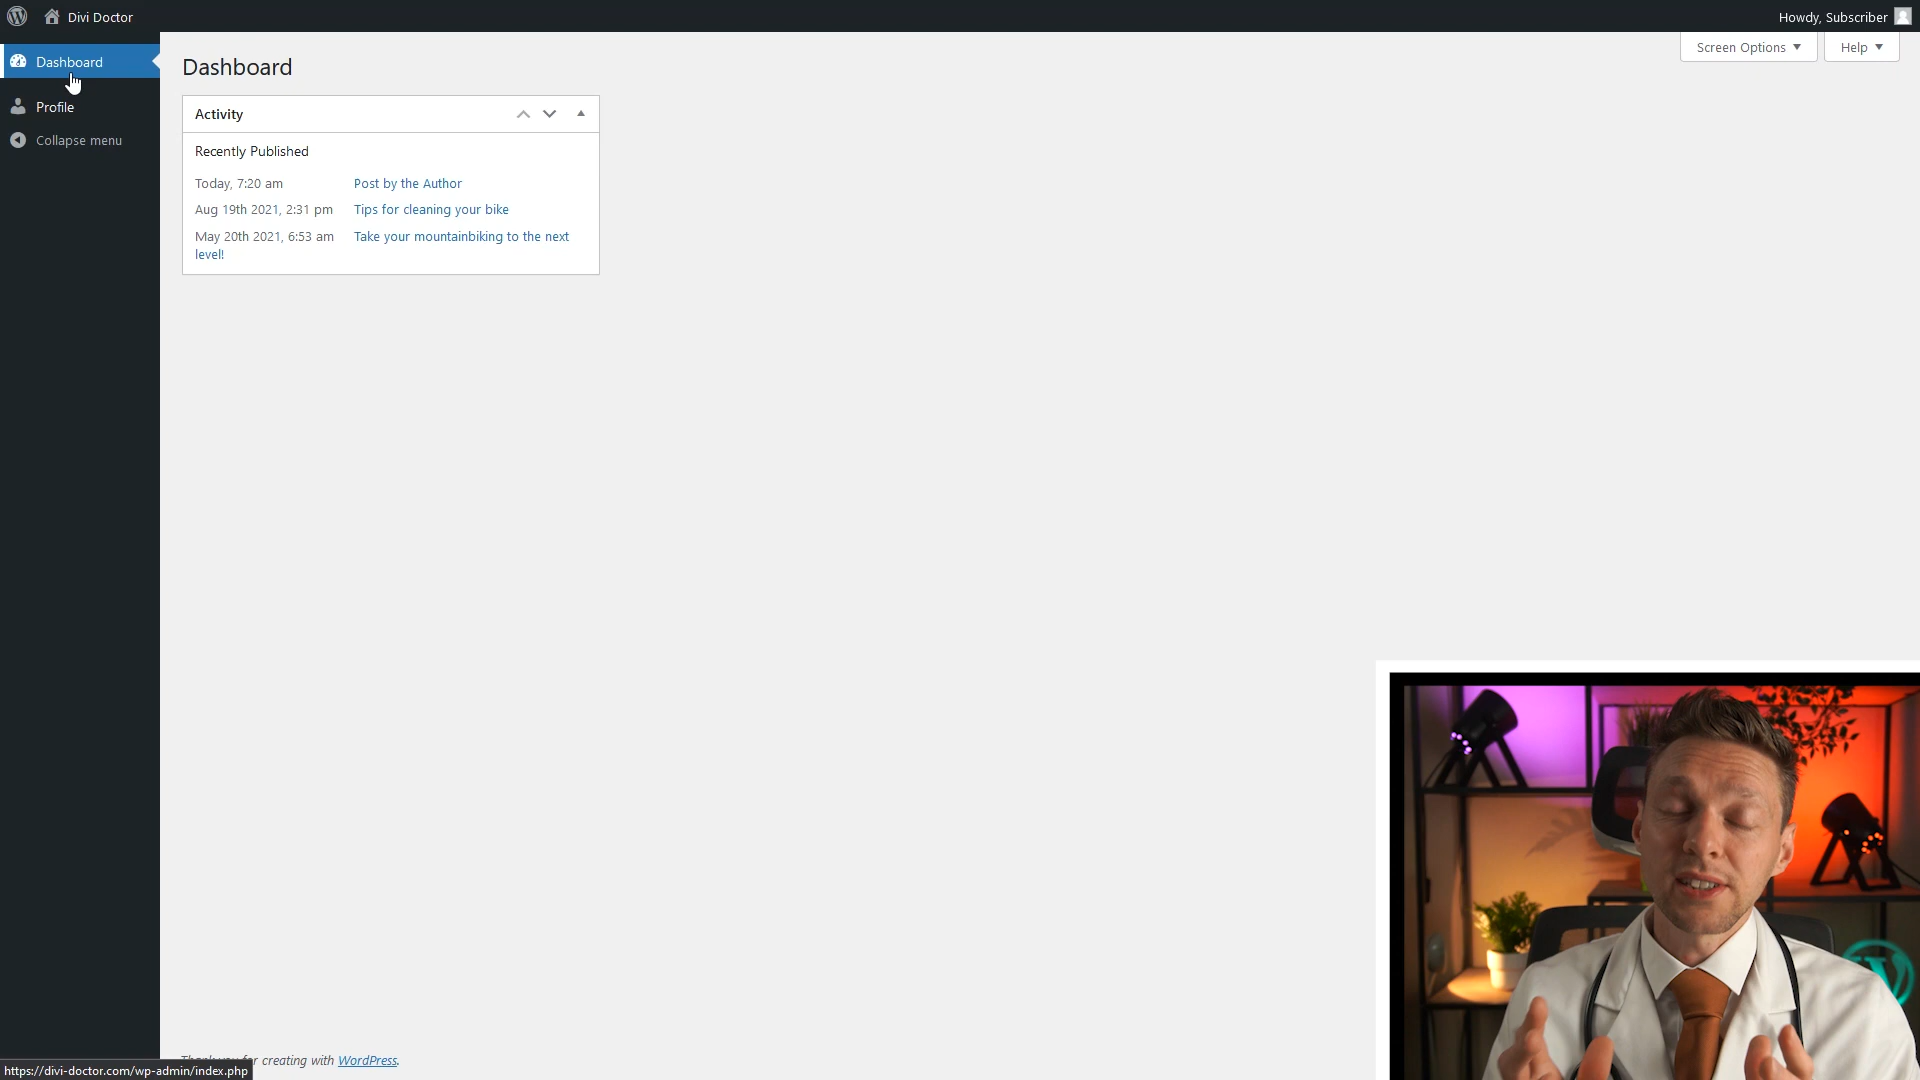 Divi Doctor
Howdy, Subscriber
Screen Options
Help
Dashboard
Profile
Collapse menu
Dashboard
Activity
Recently Published
Today, 7:20 am Post by the Author
Aug 19th 2021, 2:31 pm Tips for cleaning your bike
May 20th 2021, 6:53 am Take your mountainbiking to the next
level!
creating with WordPress.
https://divi-doctor.com/wp-admin/index.php